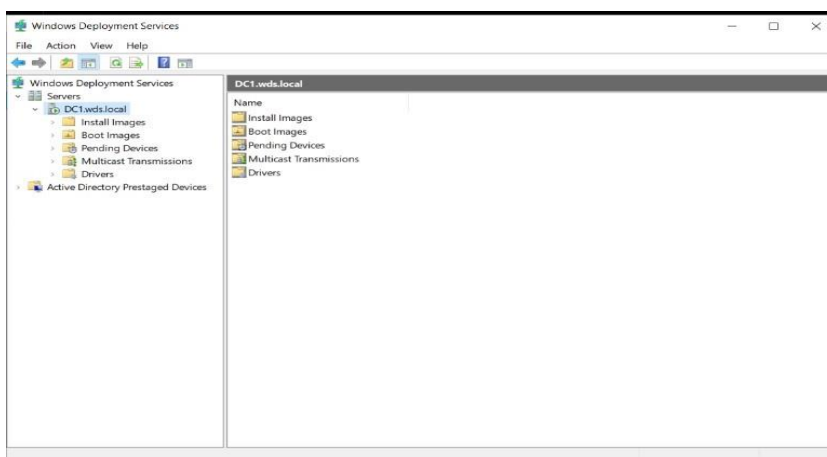 Windows Deployment Services
File Action View Help
Windows Deployment Services
Servers
DC1.wds.local
Install Images
Boot Images
Pending Devices
Multicast Transmissions
Drivers
Active Directory Prestaged Devices
DC1.wds.local
Name
Install Images
Boot Images
Pending Devices
Multicast Transmissions
Drivers